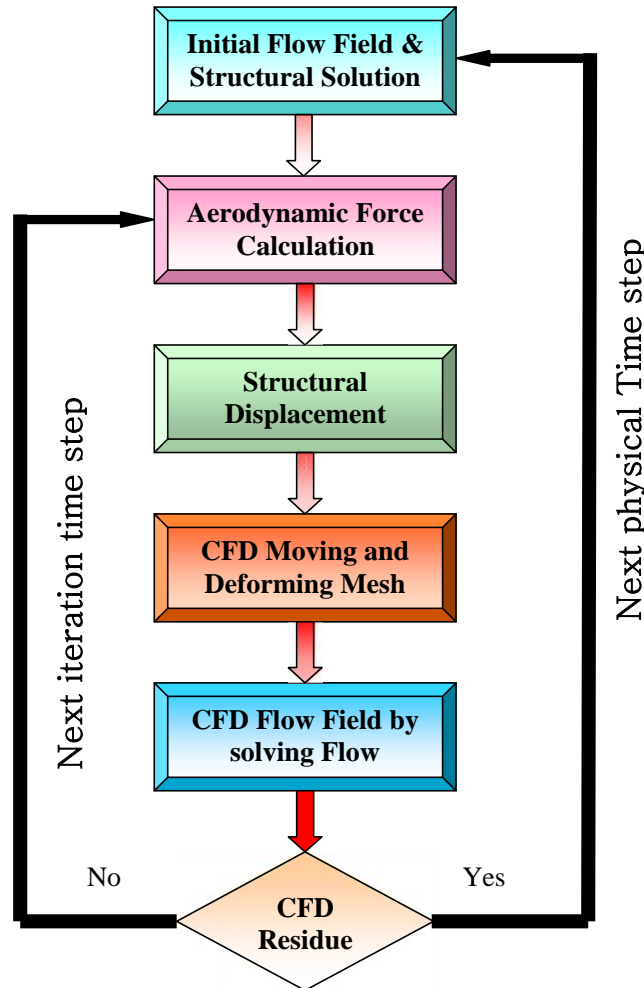 Initial Flow Field &
Structural Solution
Aerodynamic Force
Calculation
Structural
Displacement
CFD Moving and
Deforming Mesh
CFD Flow Field by
solving Flow
CFD
Residue
No
Yes
Next iteration time step
Next physical Time step